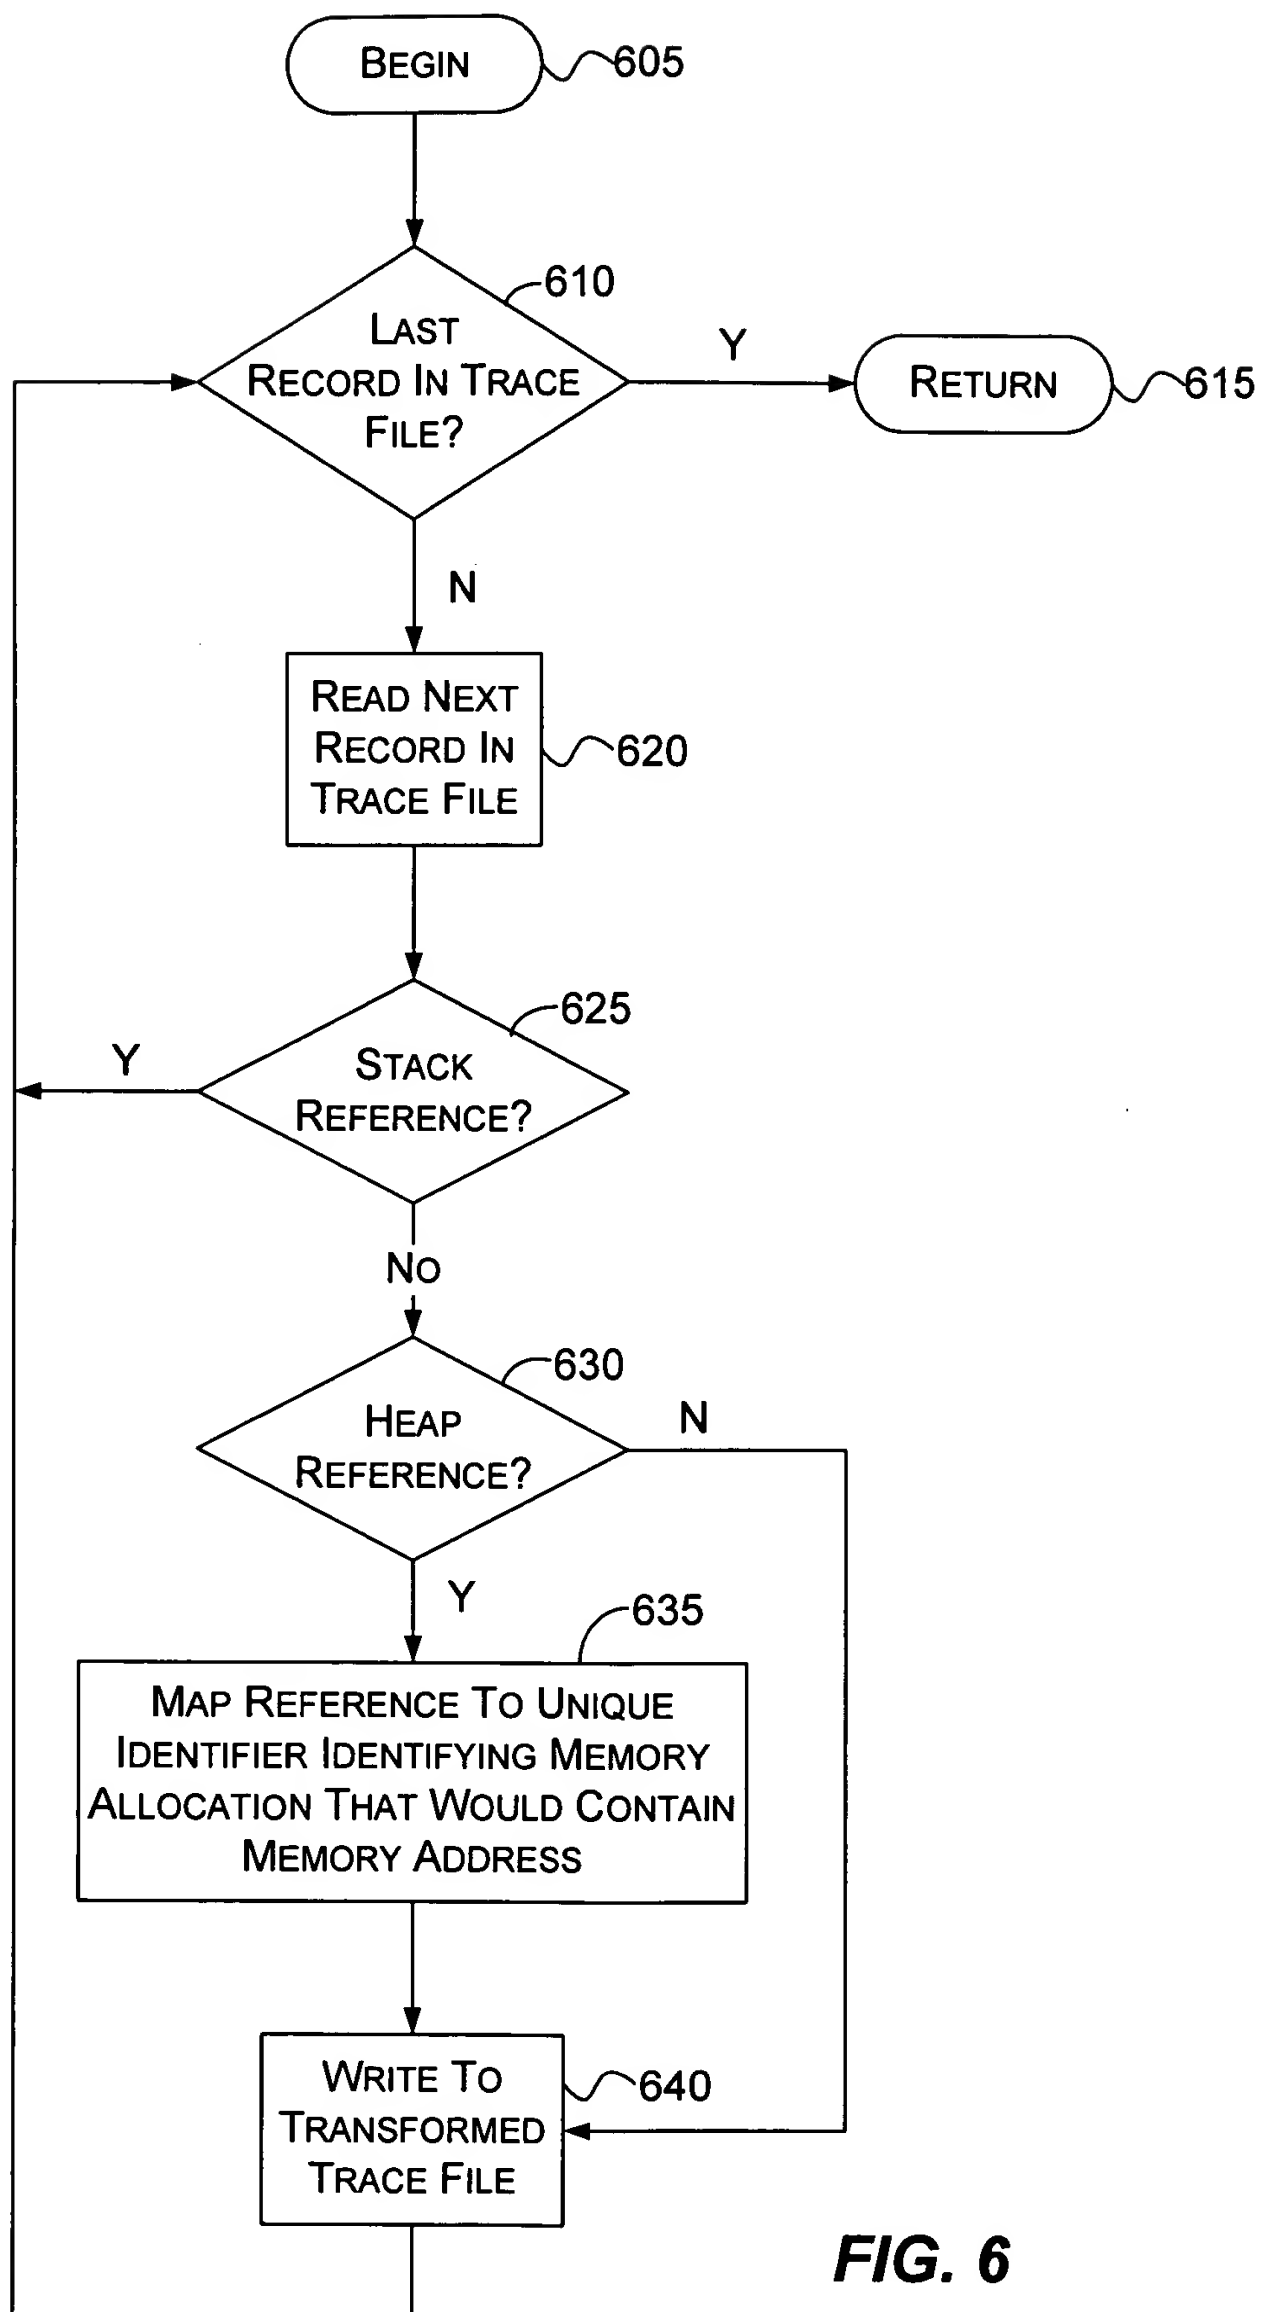 BEGIN
605
610
LAST
RECORD IN TRACE
FILE?
Y
RETURN
615
N
READ NEXT
RECORD IN
TRACE FILE
620
625
Y
STACK
REFERENCE?
NO
630
HEAP
REFERENCE?
N
Y
635
MAP REFERENCE TO UNIQUE
IDENTIFIER IDENTIFYING MEMORY
ALLOCATION THAT WOULD CONTAIN
MEMORY ADDRESS
WRITE TO
TRANSFORMED
TRACE FILE
640
FIG. 6